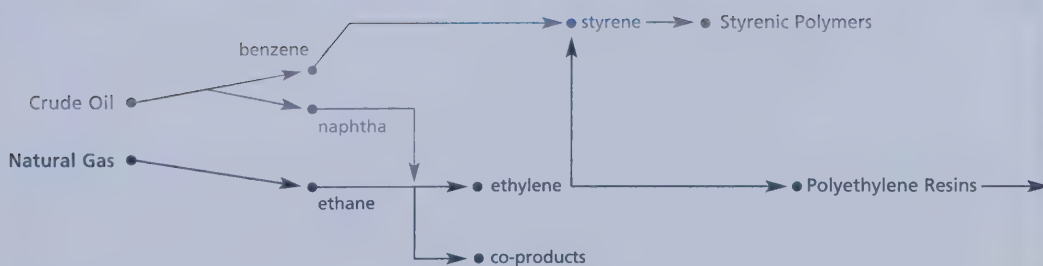 styrene
Styrenic Polymers
benzene
Crude Oil
naphtha
Natural Gas
ethylene
Polyethylene Resins
ethane
co-products